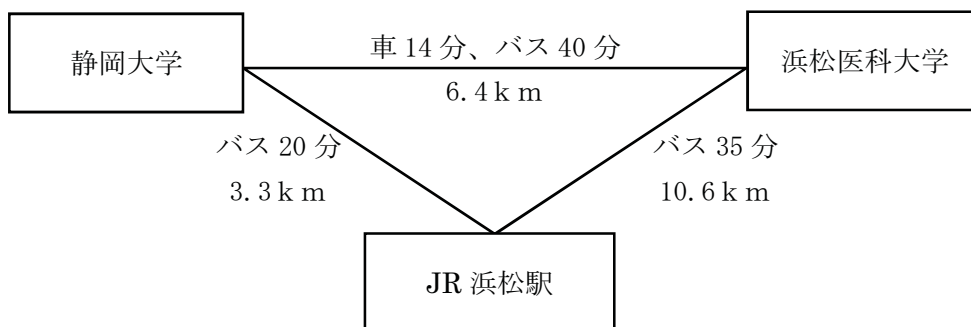 静岡大学
車 14 分、バス 40 分
6.4ｋｍ
浜松医科大学
バス 20 分
3.3ｋｍ
バス 35 分
10.6ｋｍ
JR 浜松駅